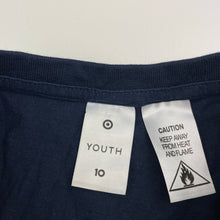 YOUTH
10
CAUTION
KEEP AWAY
FROM HEAT
AND FLAME